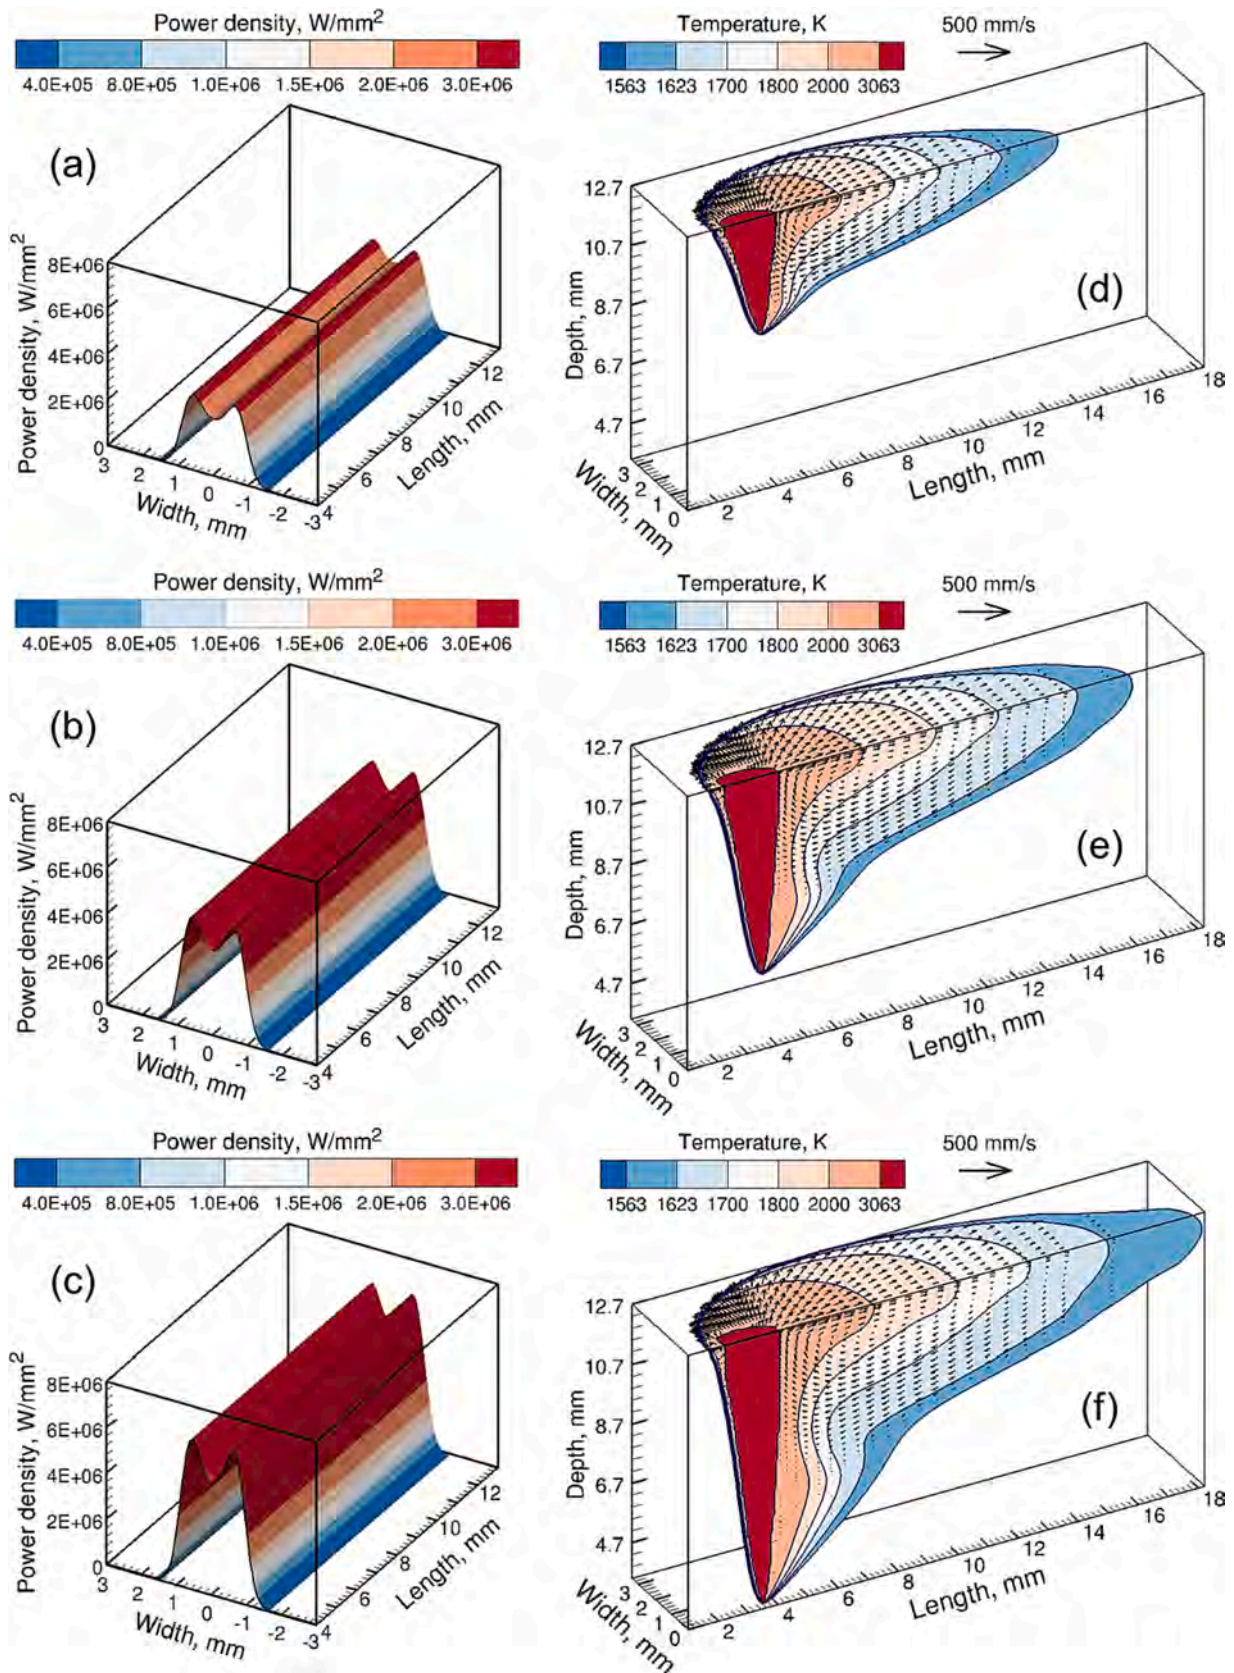 Power density, W/mm2
4.0E+05 8.0E+05 1.0E+06 1.5E+06 2.0E+06 3.0E+06
(a)
Power density, W/mm2
8E+06
6E+06
4E+06
2E+06
0
3 2 1 0 -1 -2 -3
Width, mm
4 6 8 10 12
Length, mm
Temperature, K
1563 1623 1700 1800 2000 3063
500 mm/s
(d)
Depth, mm
12.7
10.7
8.7
6.7
4.7
3 2 1 0
Width, mm
2 4 6 8 10 12 14 16 18
Length, mm
Power density, W/mm2
4.0E+05 8.0E+05 1.0E+06 1.5E+06 2.0E+06 3.0E+06
(b)
Power density, W/mm2
8E+06
6E+06
4E+06
2E+06
0
3 2 1 0 -1 -2 -3
Width, mm
4 6 8 10 12
Length, mm
Temperature, K
1563 1623 1700 1800 2000 3063
500 mm/s
(e)
Depth, mm
12.7
10.7
8.7
6.7
4.7
3 2 1 0
Width, mm
2 4 6 8 10 12 14 16 18
Length, mm
Power density, W/mm2
4.0E+05 8.0E+05 1.0E+06 1.5E+06 2.0E+06 3.0E+06
(c)
Power density, W/mm2
8E+06
6E+06
4E+06
2E+06
0
3 2 1 0 -1 -2 -3
Width, mm
4 6 8 10 12
Length, mm
Temperature, K
1563 1623 1700 1800 2000 3063
500 mm/s
(f)
Depth, mm
12.7
10.7
8.7
6.7
4.7
3 2 1 0
Width, mm
2 4 6 8 10 12 14 16 18
Length, mm